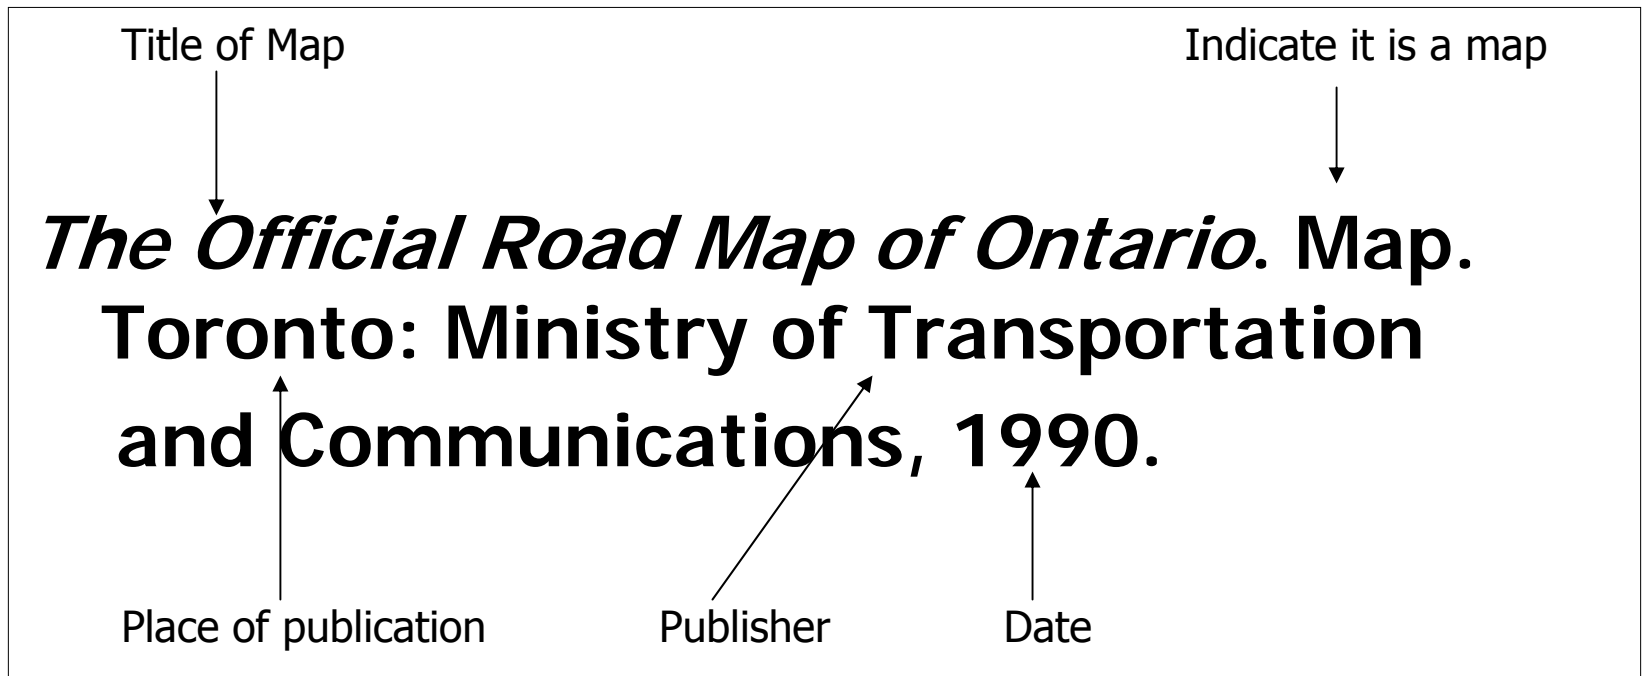 Title of Map
Indicate it is a map
The Official Road Map of Ontario. Map.
Toronto: Ministry of Transportation
and Communications, 1990.
Place of publication
Publisher
Date